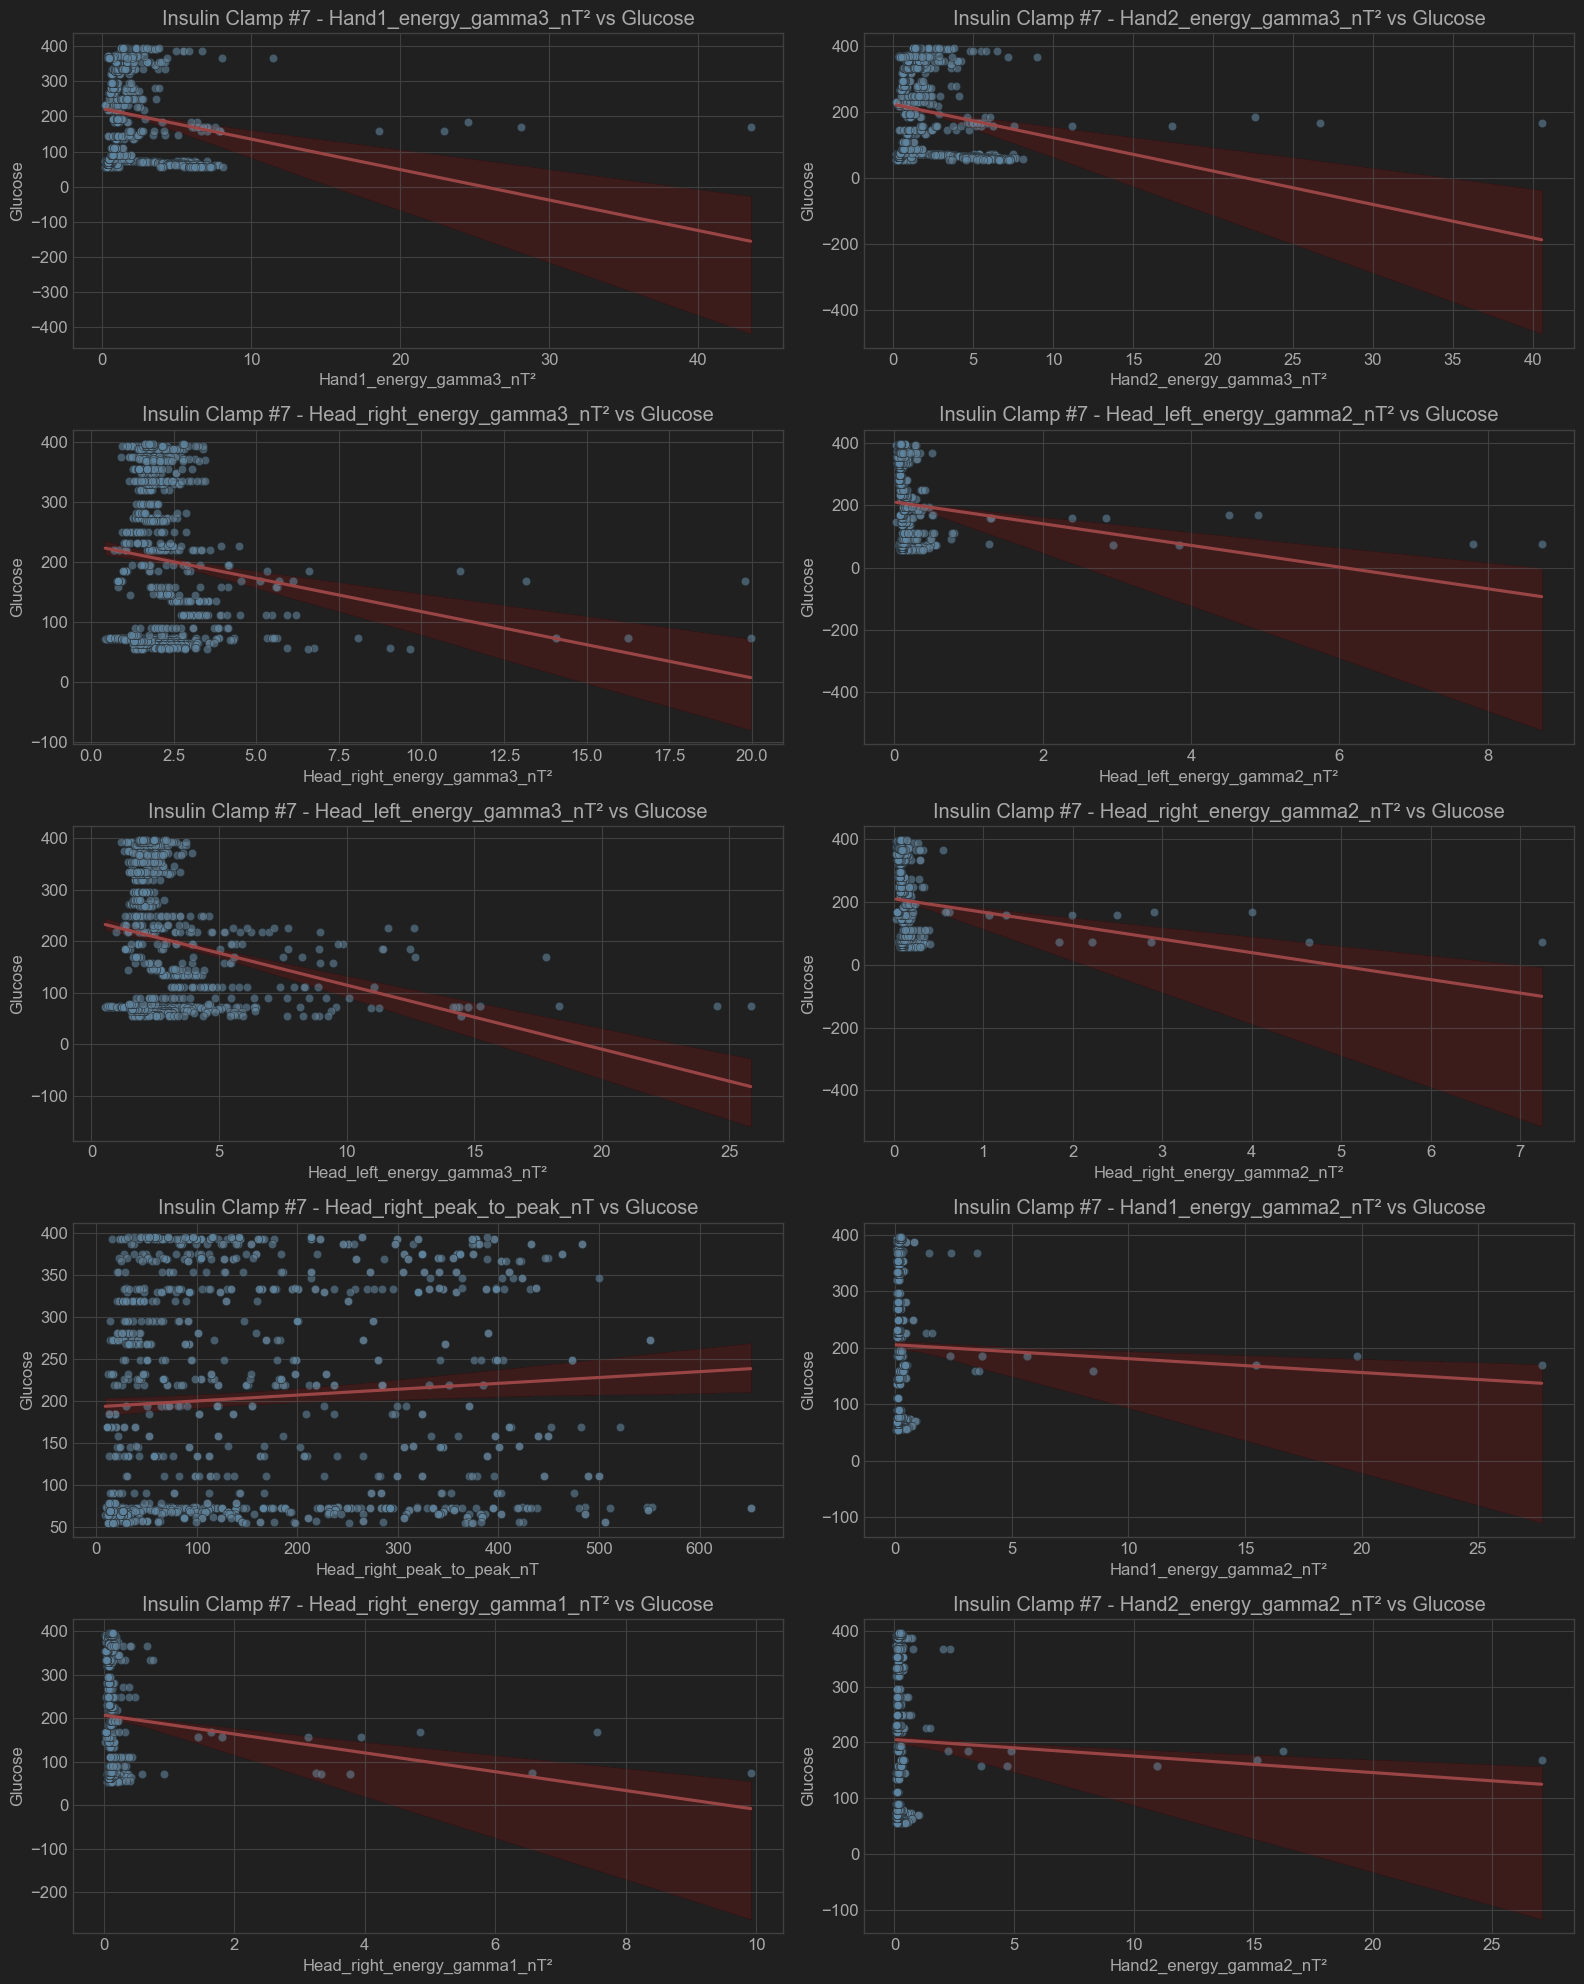 Insulin Clamp #7 - Hand1_energy_gamma3_nT² vs Glucose
400
300
200
100
0
−100
−200
−300
−400
Glucose
0 10 20 30 40
Hand1_energy_gamma3_nT²
Insulin Clamp #7 - Hand2_energy_gamma3_nT² vs Glucose
400
200
0
−200
−400
Glucose
0 5 10 15 20 25 30 35 40
Hand2_energy_gamma3_nT²
Insulin Clamp #7 - Head_right_energy_gamma3_nT² vs Glucose
400
300
200
100
0
−100
Glucose
0.0 2.5 5.0 7.5 10.0 12.5 15.0 17.5 20.0
Head_right_energy_gamma3_nT²
Insulin Clamp #7 - Head_left_energy_gamma2_nT² vs Glucose
400
200
0
−200
−400
Glucose
0 2 4 6 8
Head_left_energy_gamma2_nT²
Insulin Clamp #7 - Head_left_energy_gamma3_nT² vs Glucose
400
300
200
100
0
−100
Glucose
0 5 10 15 20 25
Head_left_energy_gamma3_nT²
Insulin Clamp #7 - Head_right_energy_gamma2_nT² vs Glucose
400
200
0
−200
−400
Glucose
0 1 2 3 4 5 6 7
Head_right_energy_gamma2_nT²
Insulin Clamp #7 - Head_right_peak_to_peak_nT vs Glucose
400
350
300
250
200
150
100
50
Glucose
0 100 200 300 400 500 600
Head_right_peak_to_peak_nT
Insulin Clamp #7 - Hand1_energy_gamma2_nT² vs Glucose
400
300
200
100
0
−100
Glucose
0 5 10 15 20 25
Hand1_energy_gamma2_nT²
Insulin Clamp #7 - Head_right_energy_gamma1_nT² vs Glucose
400
300
200
100
0
−100
−200
Glucose
0 2 4 6 8 10
Head_right_energy_gamma1_nT²
Insulin Clamp #7 - Hand2_energy_gamma2_nT² vs Glucose
400
300
200
100
0
−100
Glucose
0 5 10 15 20 25
Hand2_energy_gamma2_nT²